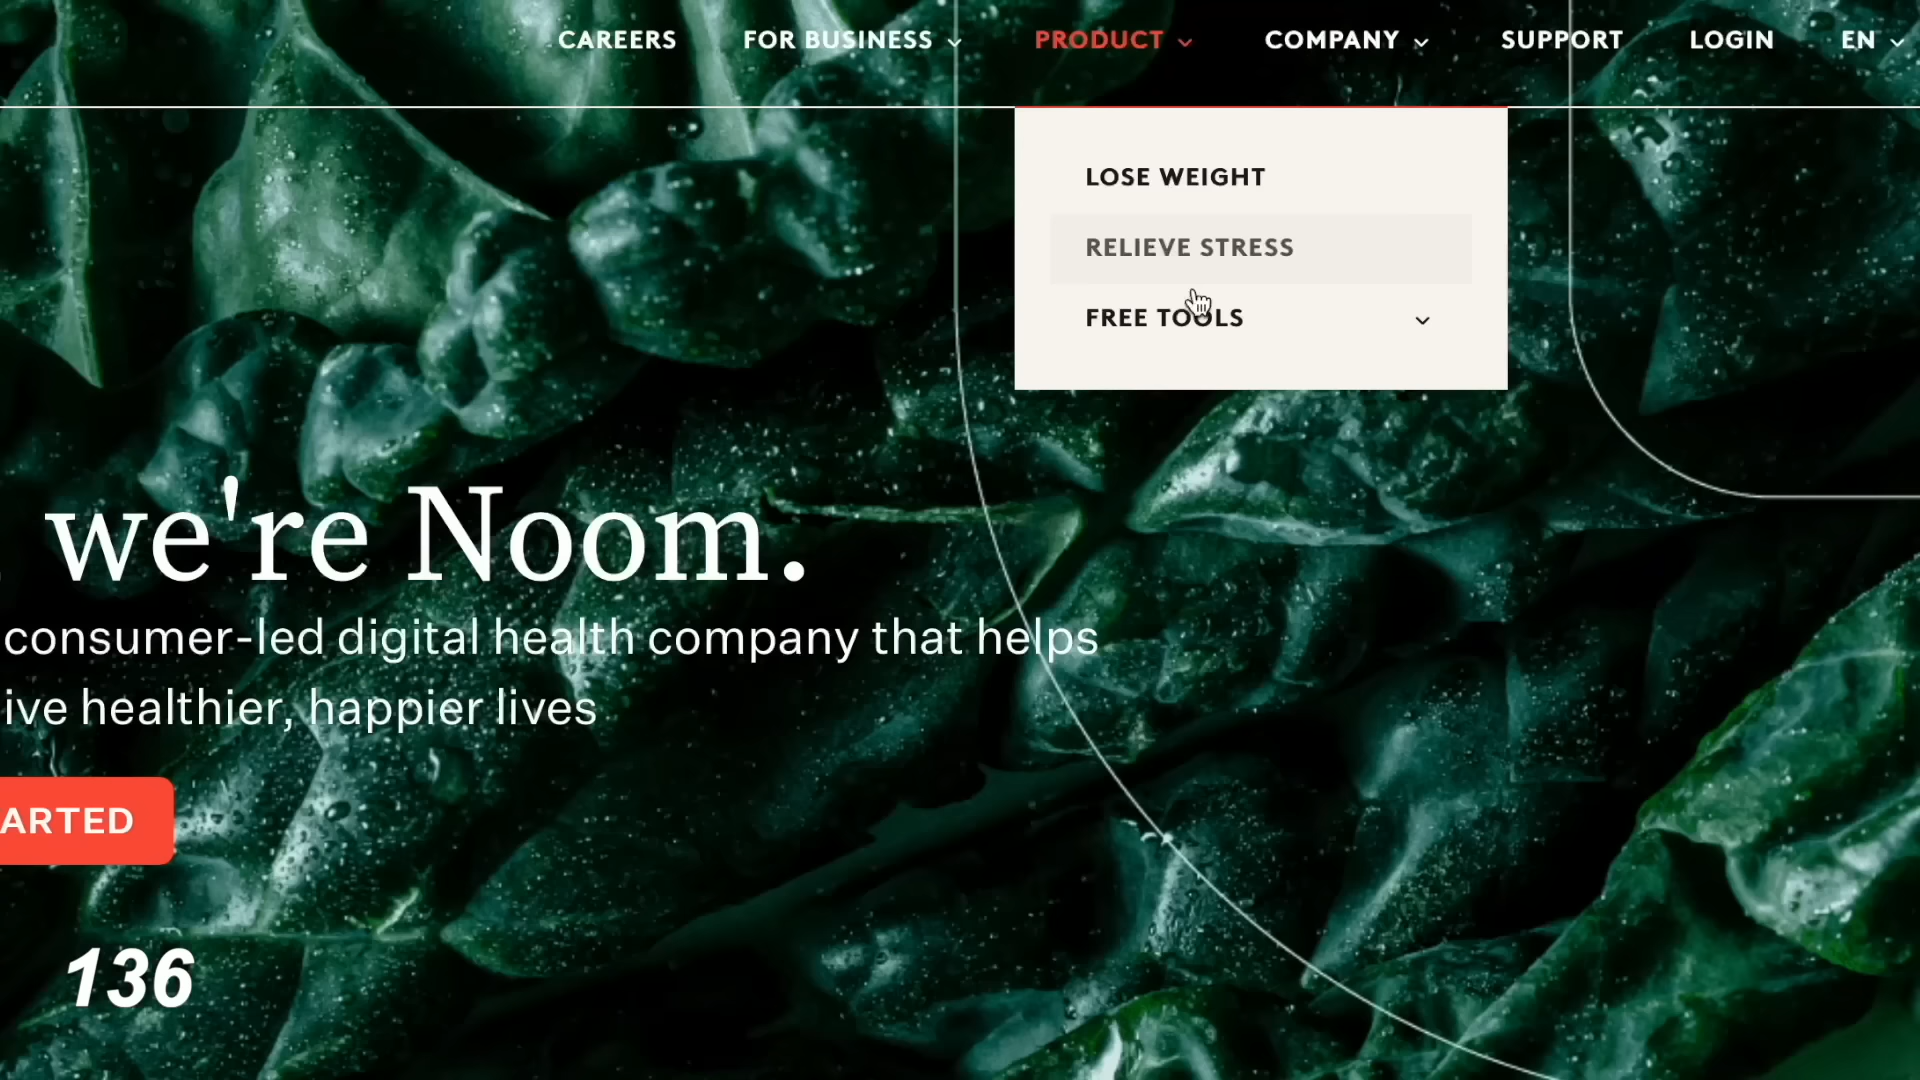 CAREERS FOR BUSINESS PRODUCT COMPANY SUPPORT LOGIN EN
LOSE WEIGHT
RELIEVE STRESS
FREE TOOLS
we're Noom.
consumer-led digital health company that helps
ive healthier, happier lives
ARTED
136